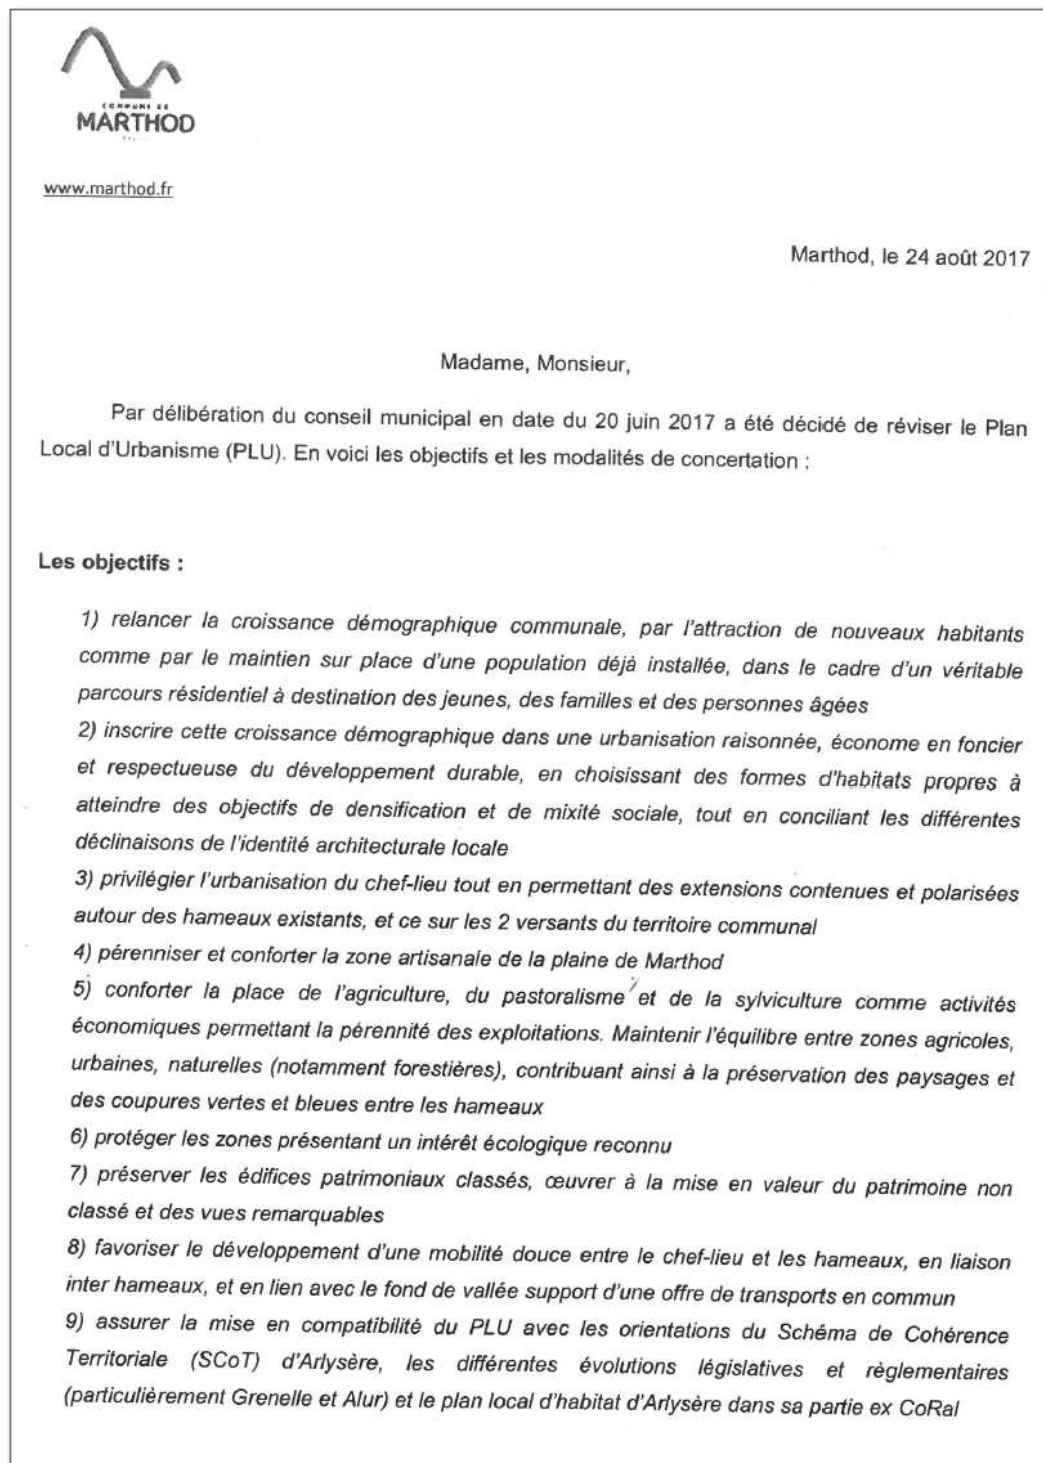 COMMUNE DE
MARTHOD
www.marthod.fr
Marthod, le 24 août 2017
Madame, Monsieur,
Par délibération du conseil municipal en date du 20 juin 2017 a été décidé de réviser le Plan
Local d'Urbanisme (PLU). En voici les objectifs et les modalités de concertation :
Les objectifs :
1) relancer la croissance démographique communale, par l'attraction de nouveaux habitants
comme par le maintien sur place d'une population déjà installée, dans le cadre d'un véritable
parcours résidentiel à destination des jeunes, des familles et des personnes âgées
2) inscrire cette croissance démographique dans une urbanisation raisonnée, économe en foncier
et respectueuse du développement durable, en choisissant des formes d'habitats propres à
atteindre des objectifs de densification et de mixité sociale, tout en conciliant les différentes
déclinaisons de l'identité architecturale locale
3) privilégier l'urbanisation du chef-lieu tout en permettant des extensions contenues et polarisées
autour des hameaux existants, et ce sur les 2 versants du territoire communal
4) pérenniser et conforter la zone artisanale de la plaine de Marthod
5) conforter la place de l'agriculture, du pastoralisme et de la sylviculture comme activités
économiques permettant la pérennité des exploitations. Maintenir l'équilibre entre zones agricoles,
urbaines, naturelles (notamment forestières), contribuant ainsi à la préservation des paysages et
des coupures vertes et bleues entre les hameaux
6) protéger les zones présentant un intérêt écologique reconnu
7) préserver les édifices patrimoniaux classés, œuvrer à la mise en valeur du patrimoine non
classé et des vues remarquables
8) favoriser le développement d'une mobilité douce entre le chef-lieu et les hameaux, en liaison
inter hameaux, et en lien avec le fond de vallée support d'une offre de transports en commun
9) assurer la mise en compatibilité du PLU avec les orientations du Schéma de Cohérence
Territoriale (SCoT) d'Arlysère, les différentes évolutions législatives et règlementaires
(particulièrement Grenelle et Alur) et le plan local d'habitat d'Arlysère dans sa partie ex CoRal